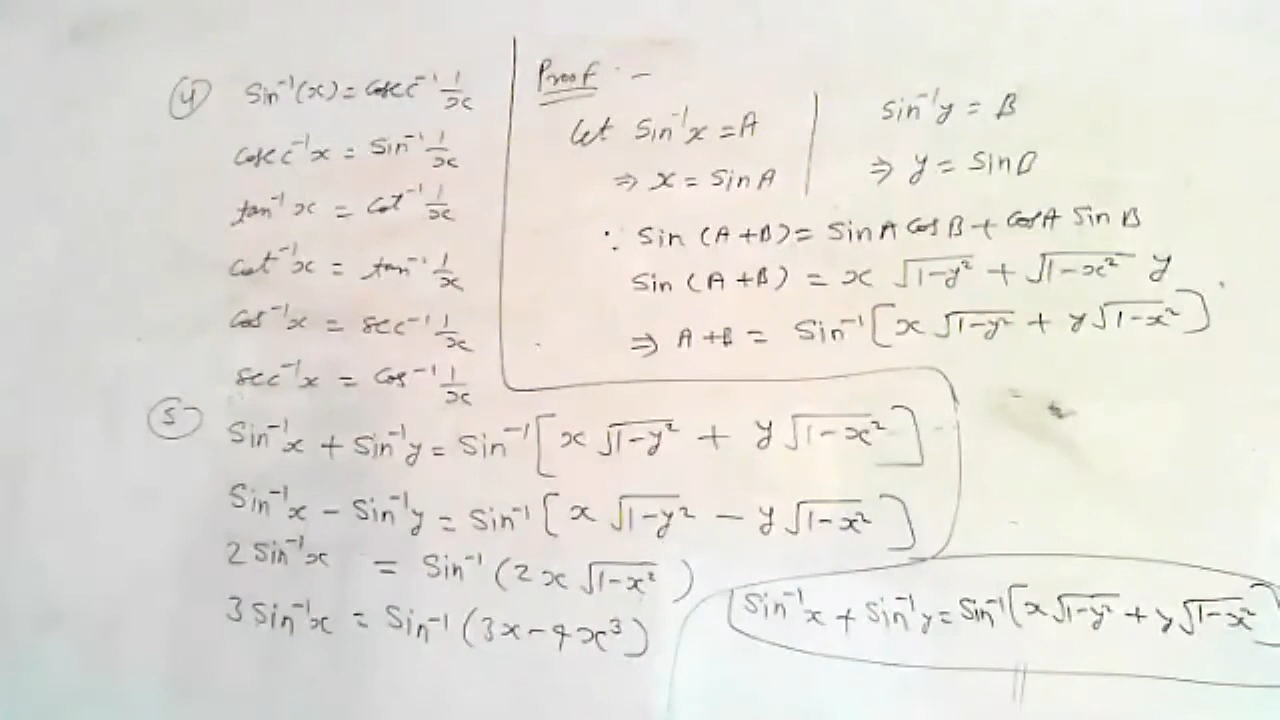 (4) Sin⁻¹(x) = Cosec⁻¹ 1/x
Cosec⁻¹x = Sin⁻¹ 1/x
tan⁻¹x = Cot⁻¹ 1/x
Cot⁻¹x = tan⁻¹ 1/x
Cos⁻¹x = sec⁻¹ 1/x
sec⁻¹x = Cos⁻¹ 1/x
(5) Sin⁻¹x + Sin⁻¹y = Sin⁻¹[x √1-y² + y √1-x²]
Sin⁻¹x - Sin⁻¹y = Sin⁻¹[x √1-y² - y √1-x²]
2 Sin⁻¹x = Sin⁻¹(2x √1-x²)
3 Sin⁻¹x = Sin⁻¹(3x - 4x³)
Proof :-
Let Sin⁻¹x = A | Sin⁻¹y = B
⇒ x = Sin A | ⇒ y = Sin B
∵ Sin (A+B) = Sin A Cos B + Cos A Sin B
Sin (A+B) = x √1-y² + √1-x² y
⇒ A+B = Sin⁻¹[x √1-y² + y √1-x²]
Sin⁻¹x + Sin⁻¹y = Sin⁻¹[x √1-y² + y √1-x²